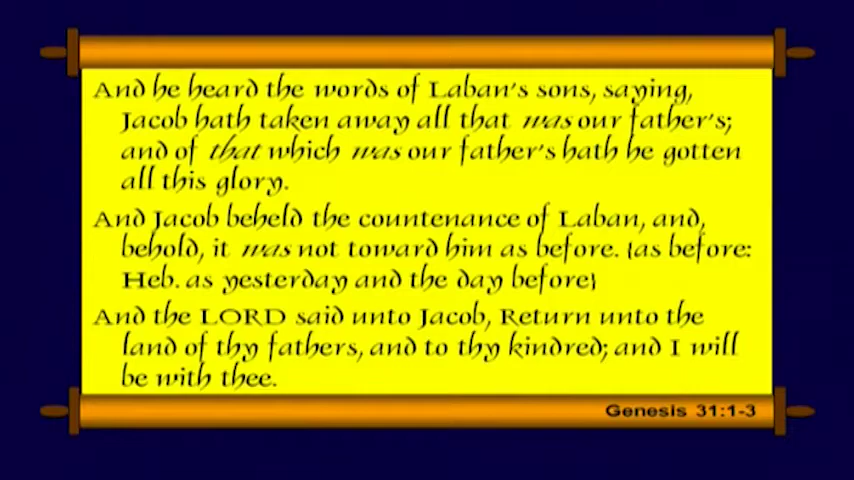 And he heard the words of Laban's sons, saying,
Jacob hath taken away all that was our father's;
and of that which was our father's hath he gotten
all this glory.
And Jacob beheld the countenance of Laban, and,
behold, it was not toward him as before. {as before:
Heb. as yesterday and the day before}
And the LORD said unto Jacob, Return unto the
land of thy fathers, and to thy kindred; and I will
be with thee.
Genesis 31:1-3